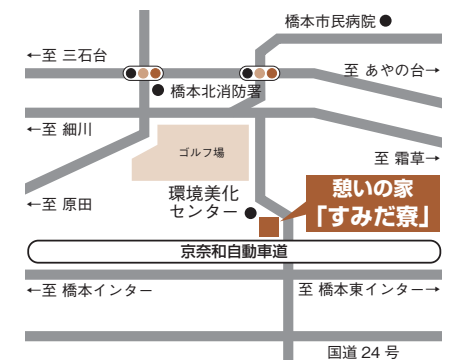 橋本市民病院
←至 三石台
至 あやの台→
橋本北消防署
←至 細川
ゴルフ場
至 霜草→
環境美化
センター
←至 原田
憩いの家
「すみだ寮」
京奈和自動車道
←至 橋本インター
至 橋本東インター→
国道 24 号